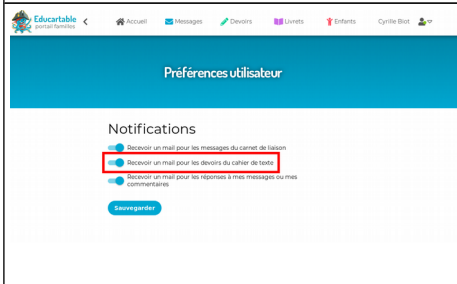 Educartable
portail familles
Accueil
Messages
Devoirs
Livrets
Enfants
Cyrille Blot
Préférences utilisateur
Notifications
Recevoir un mail pour les messages du carnet de liaison
Recevoir un mail pour les devoirs du cahier de texte
Recevoir un mail pour les réponses à mes messages ou mes
commentaires
Sauvegarder